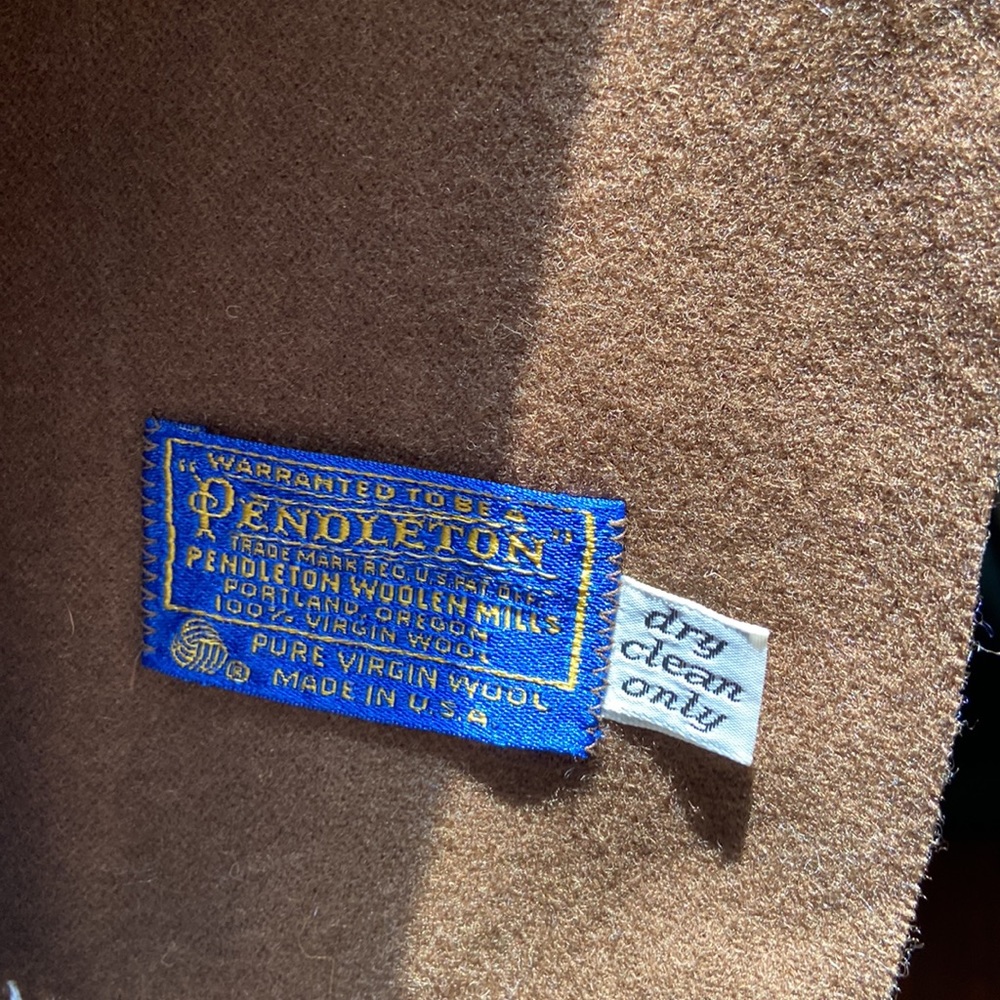 WARRANTED TO BE A
"PENDLETON"
TRADE MARK REG. U.S. PAT. OFF.
PENDLETON WOOLEN MILLS
PORTLAND, OREGON
100% VIRGIN WOOL
PURE VIRGIN WOOL
® MADE IN U.S.A
dry
clean
only